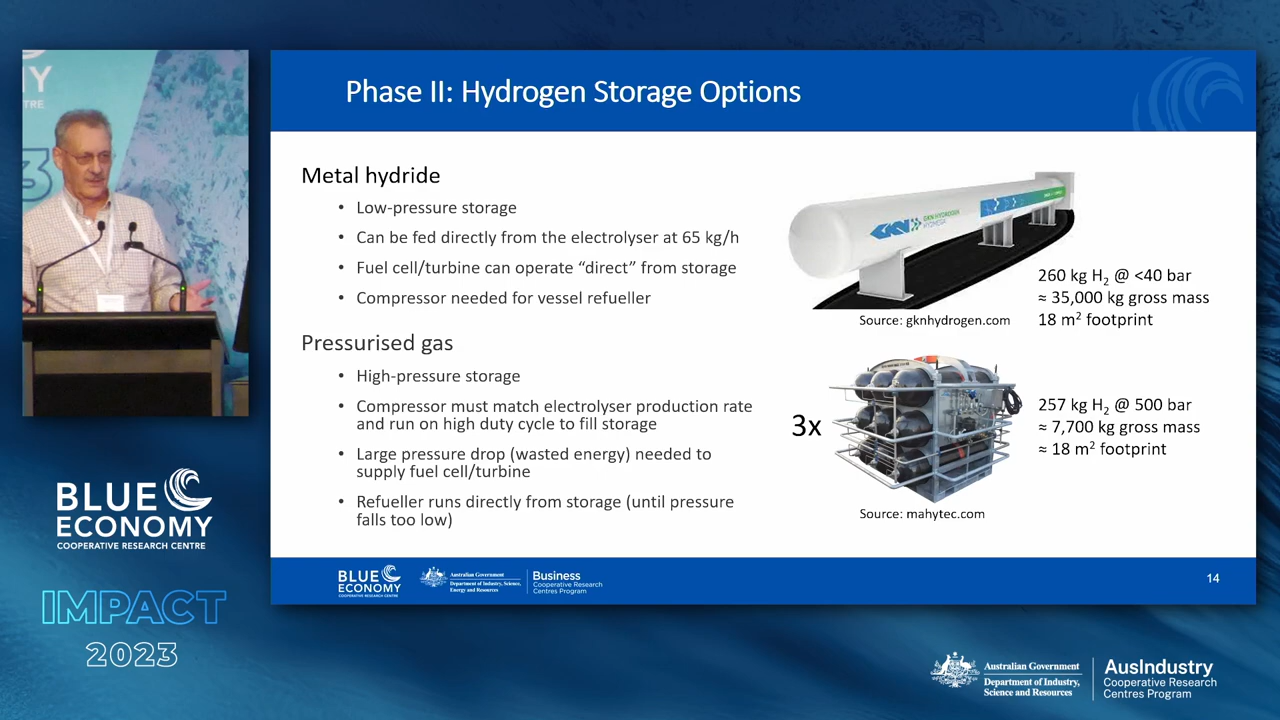 Phase II: Hydrogen Storage Options
Metal hydride
• Low-pressure storage
• Can be fed directly from the electrolyser at 65 kg/h
• Fuel cell/turbine can operate “direct” from storage
• Compressor needed for vessel refueller
Pressurised gas
• High-pressure storage
• Compressor must match electrolyser production rate
and run on high duty cycle to fill storage
• Large pressure drop (wasted energy) needed to
supply fuel cell/turbine
• Refueller runs directly from storage (until pressure
falls too low)
GKN
GKN HYDROGEN
Source: gknhydrogen.com
260 kg H₂ @ <40 bar
≈ 35,000 kg gross mass
18 m² footprint
3x
Source: mahytec.com
257 kg H₂ @ 500 bar
≈ 7,700 kg gross mass
≈ 18 m² footprint
BLUE
ECONOMY
COOPERATIVE RESEARCH CENTRE
Australian Government
Department of Industry, Science,
Energy and Resources
Business
Cooperative Research
Centres Program
14
MY
TRE
3
BLUE
ECONOMY
COOPERATIVE RESEARCH CENTRE
IMPACT
2023
Australian Government
Department of Industry,
Science and Resources
AusIndustry
Cooperative Research
Centres Program